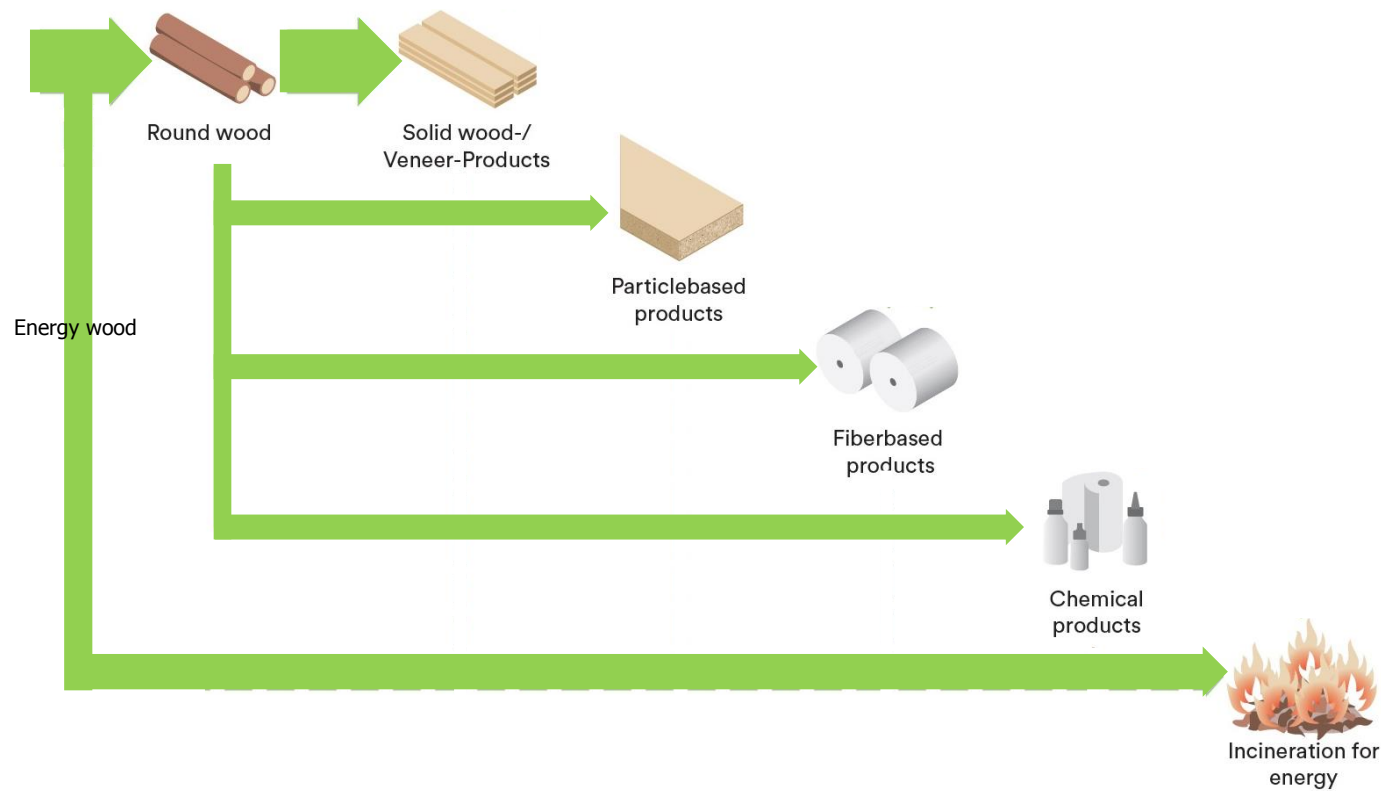 Round wood
Solid wood-/
Veneer-Products
Particlebased
products
Energy wood
Fiberbased
products
Chemical
products
Incineration for
energy